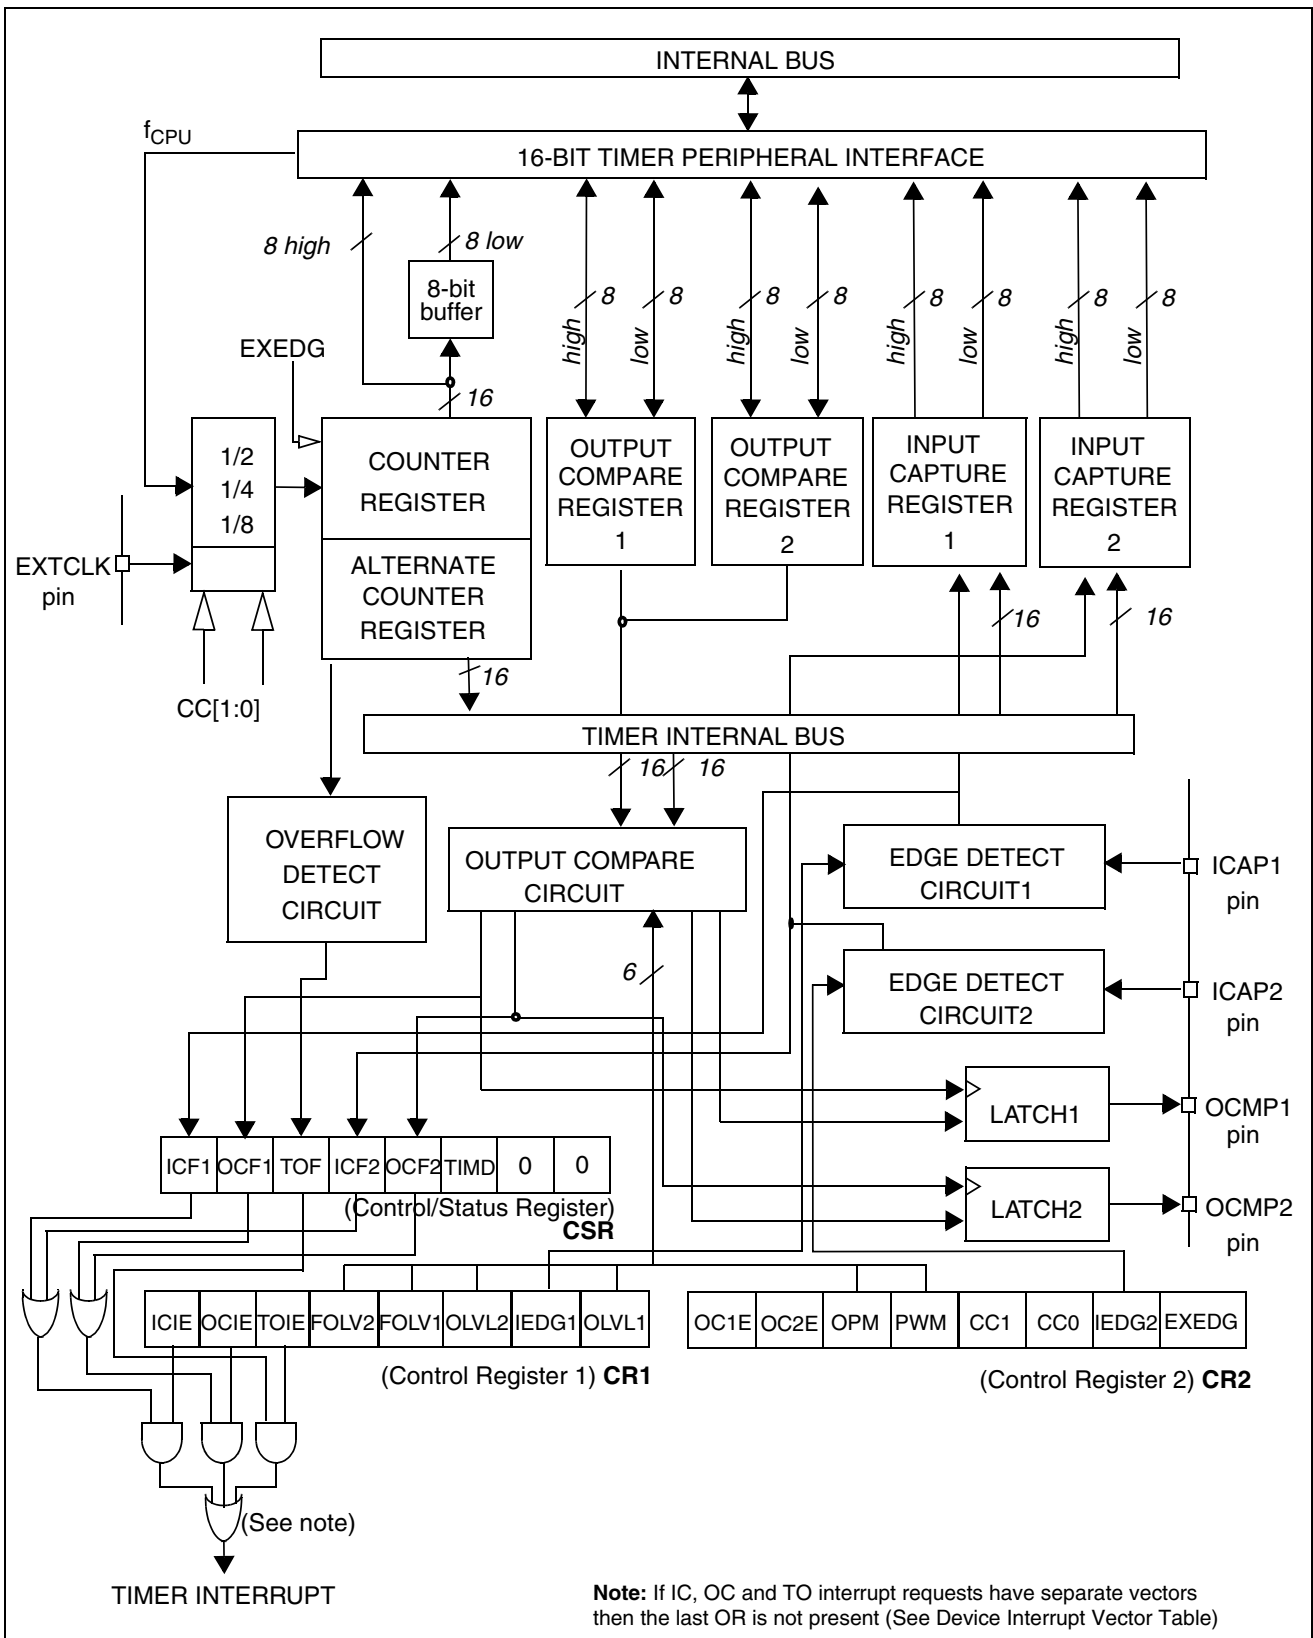 INTERNAL BUS
fCPU
16-BIT TIMER PERIPHERAL INTERFACE
8 high
8 low
8-bit
buffer
EXEDG
16
8
8
8
8
8
8
8
8
high
low
high
low
high
low
high
low
1/2
1/4
1/8
COUNTER
REGISTER
ALTERNATE
COUNTER
REGISTER
OUTPUT
COMPARE
REGISTER
1
OUTPUT
COMPARE
REGISTER
2
INPUT
CAPTURE
REGISTER
1
INPUT
CAPTURE
REGISTER
2
EXTCLK
pin
CC[1:0]
16
16
16
TIMER INTERNAL BUS
16
16
OVERFLOW
DETECT
CIRCUIT
OUTPUT COMPARE
CIRCUIT
6
EDGE DETECT
CIRCUIT1
ICAP1
pin
EDGE DETECT
CIRCUIT2
ICAP2
pin
LATCH1
OCMP1
pin
LATCH2
OCMP2
pin
ICF1 OCF1 TOF ICF2 OCF2 TIMD 0 0
(Control/Status Register)
CSR
ICIE OCIE TOIE FOLV2 FOLV1 OLVL2 IEDG1 OLVL1
(Control Register 1) CR1
OC1E OC2E OPM PWM CC1 CC0 IEDG2 EXEDG
(Control Register 2) CR2
(See note)
TIMER INTERRUPT
Note: If IC, OC and TO interrupt requests have separate vectors
then the last OR is not present (See Device Interrupt Vector Table)